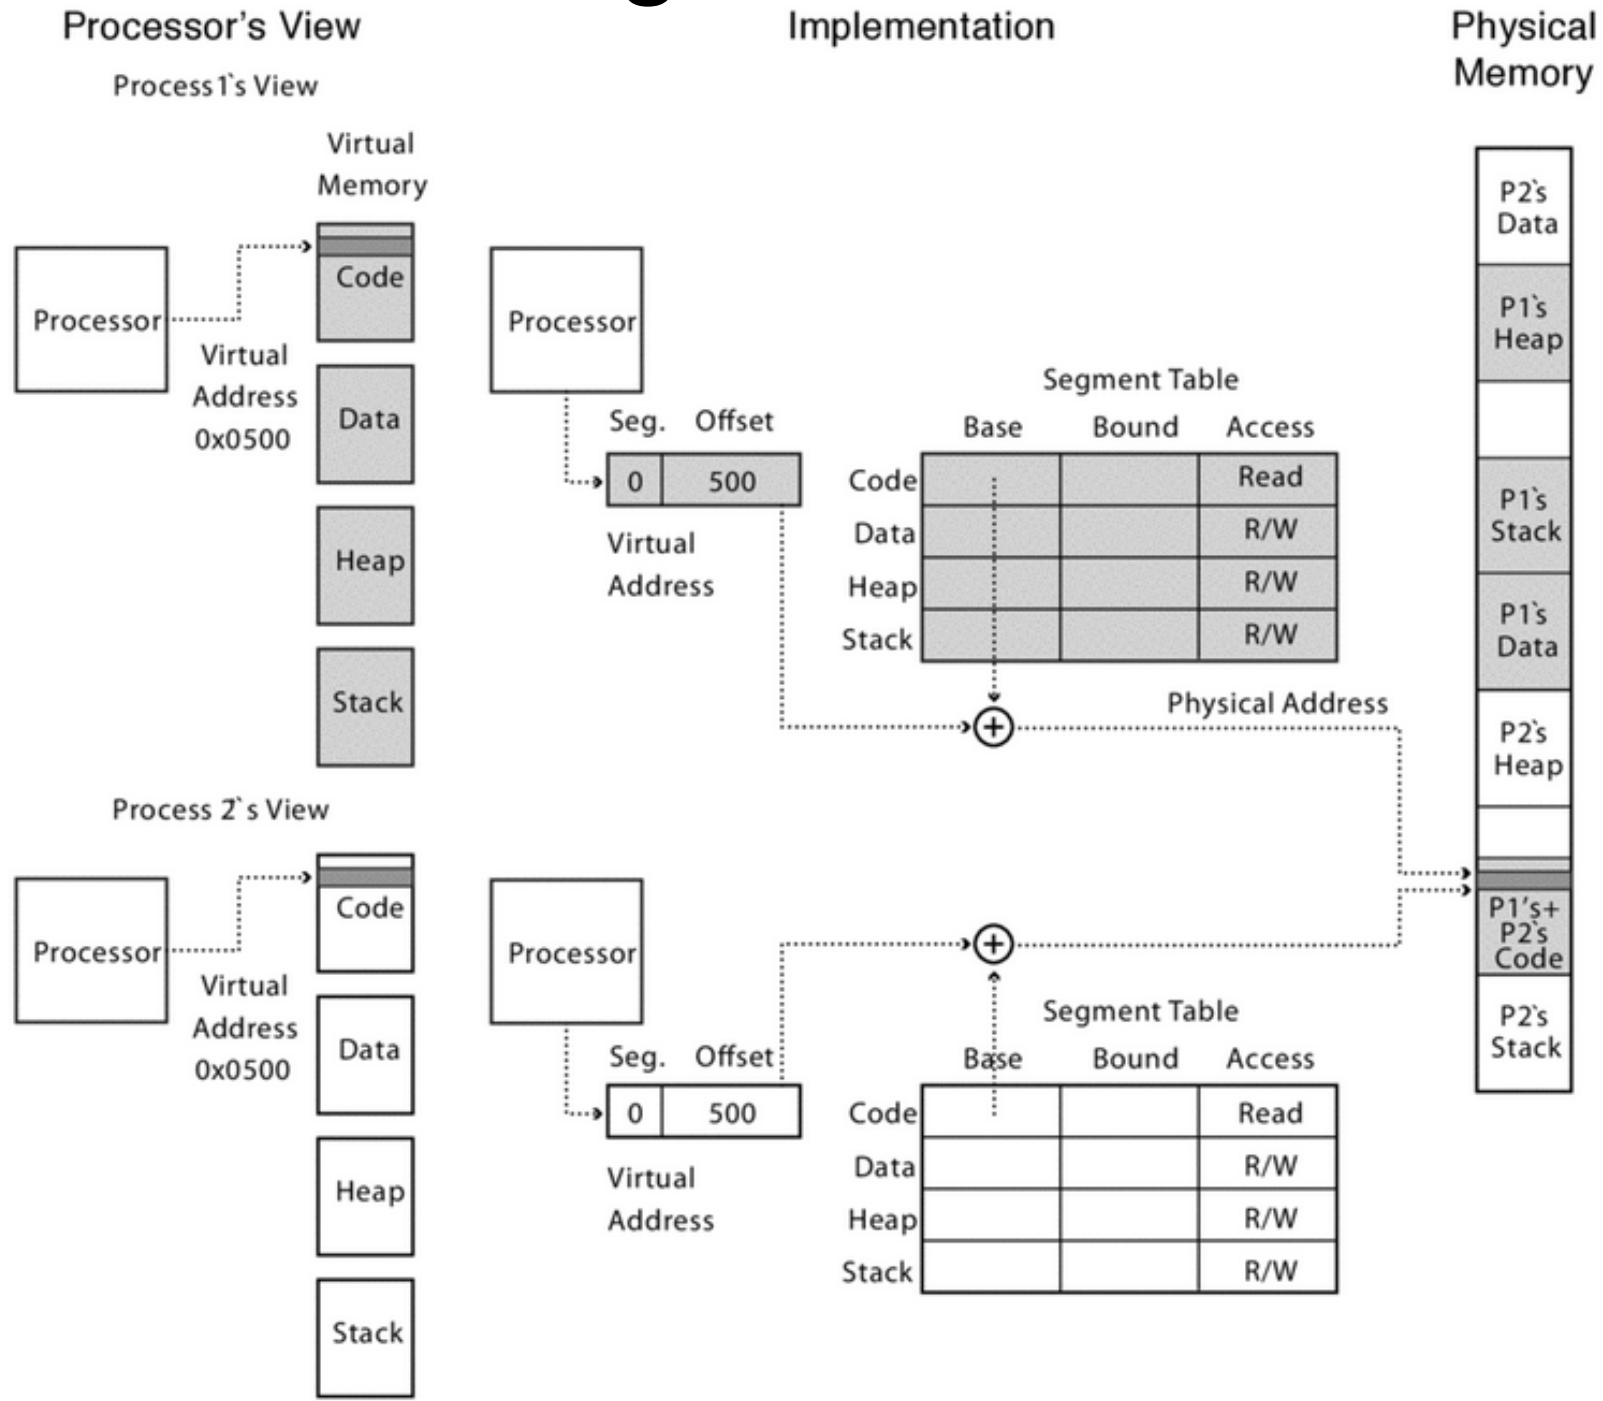 Processor's View
Implementation
Physical
Memory
Process1`s View
Virtual
Memory
Processor
Virtual
Address
0x0500
Code
Data
Heap
Stack
Processor
Seg. Offset
0 500
Virtual
Address
Segment Table
Base Bound Access
Code Read
Data R/W
Heap R/W
Stack R/W
Physical Address
Process 2`s View
Processor
Virtual
Address
0x0500
Code
Data
Heap
Stack
Processor
Seg. Offset
0 500
Virtual
Address
Segment Table
Base Bound Access
Code Read
Data R/W
Heap R/W
Stack R/W
P2`s
Data
P1`s
Heap
P1`s
Stack
P1`s
Data
P2`s
Heap
P1's+
P2`s
Code
P2`s
Stack